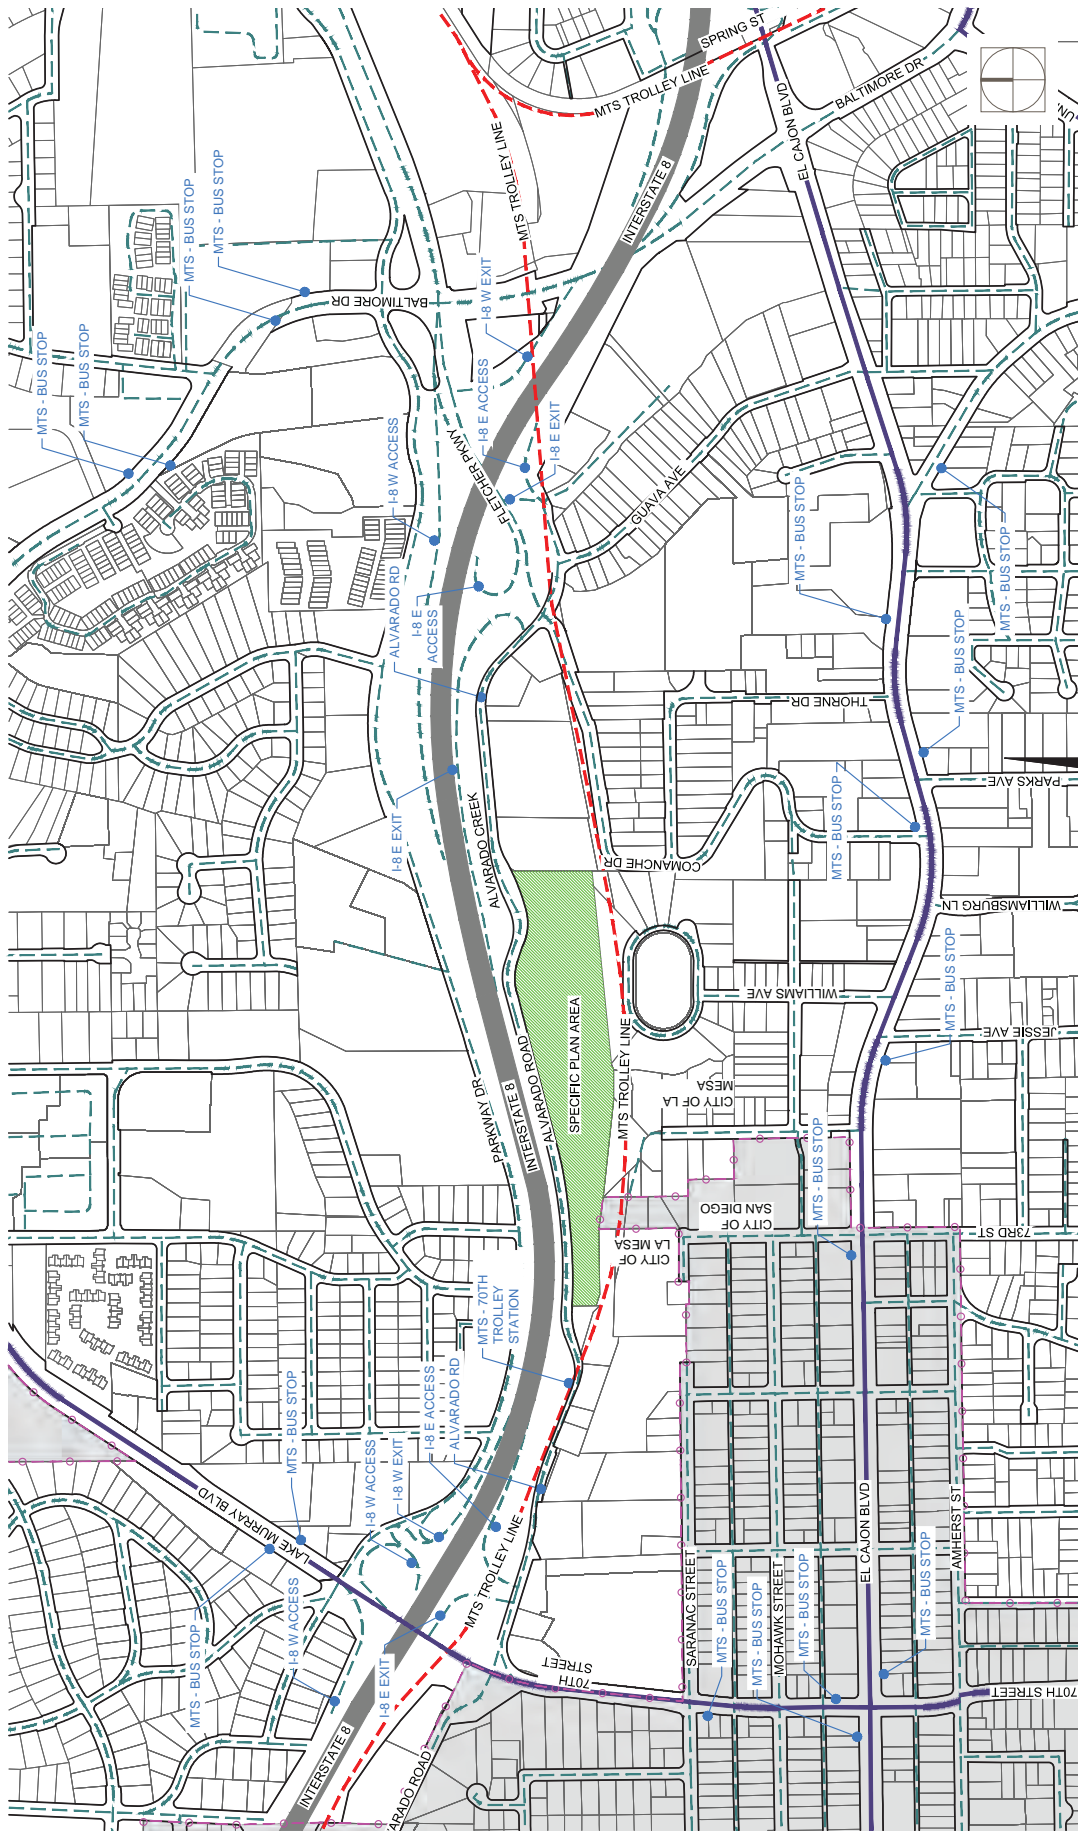 SPRING ST
MTS TROLLEY LINE
BALTIMORE DR
EL CAJON BLVD
MTS TROLLEY LINE
INTERSTATE 8
MTS - BUS STOP
MTS - BUS STOP
BALTIMORE DR
I-8 W EXIT
MTS - BUS STOP
MTS - BUS STOP
I-8 E ACCESS
I-8 E EXIT
FLETCHER PKWY
I-8 W ACCESS
GUAVA AVE
MTS - BUS STOP
MTS - BUS STOP
ALVARADO RD
I-8 E
ACCESS
MTS - BUS STOP
THORNE DR
PARKS AVE
I-8 E EXIT
ALVARADO CREEK
MTS - BUS STOP
COMANCHE DR
WILLIAMSBURG LN
MTS - BUS STOP
WILLIAMS AVE
JESSIE AVE
SPECIFIC PLAN AREA
MTS TROLLEY LINE
ALVARADO ROAD
INTERSTATE 8
PARKWAY DR
CITY OF LA
MESA
MTS - BUS STOP
CITY OF
SAN DIEGO
CITY OF
LA MESA
73RD ST
MTS - 70TH
TROLLEY
STATION
MTS - BUS STOP
LAKE MURRAY BLVD
I-8 W ACCESS
I-8 W EXIT
I-8 E ACCESS
ALVARADO RD
MTS TROLLEY LINE
EL CAJON BLVD
AMHERST ST
SARANAC STREET
MOHAWK STREET
MTS - BUS STOP
MTS - BUS STOP
MTS - BUS STOP
MTS - BUS STOP
MTS - BUS STOP
I-8 W ACCESS
I-8 E EXIT
70TH
STREET
70TH STREET
INTERSTATE 8
ARADO ROAD